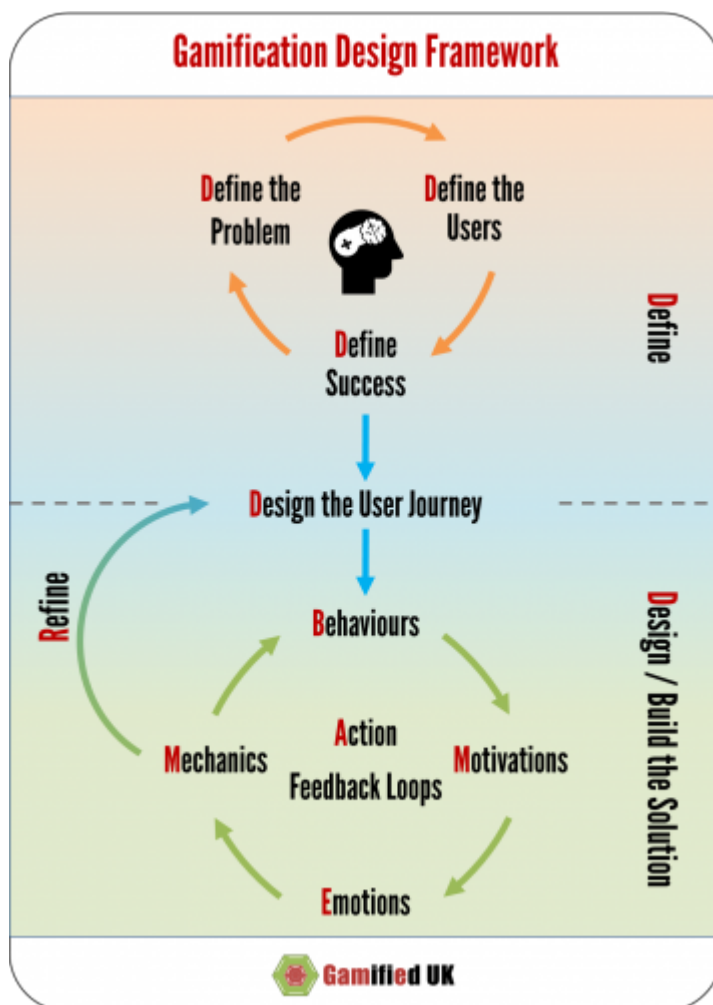 Gamification Design Framework
Define the
Problem
Define the
Users
Define
Success
Define
Design the User Journey
Refine
Behaviours
Design / Build the Solution
Action
Feedback Loops
Mechanics
Motivations
Emotions
Gamified UK